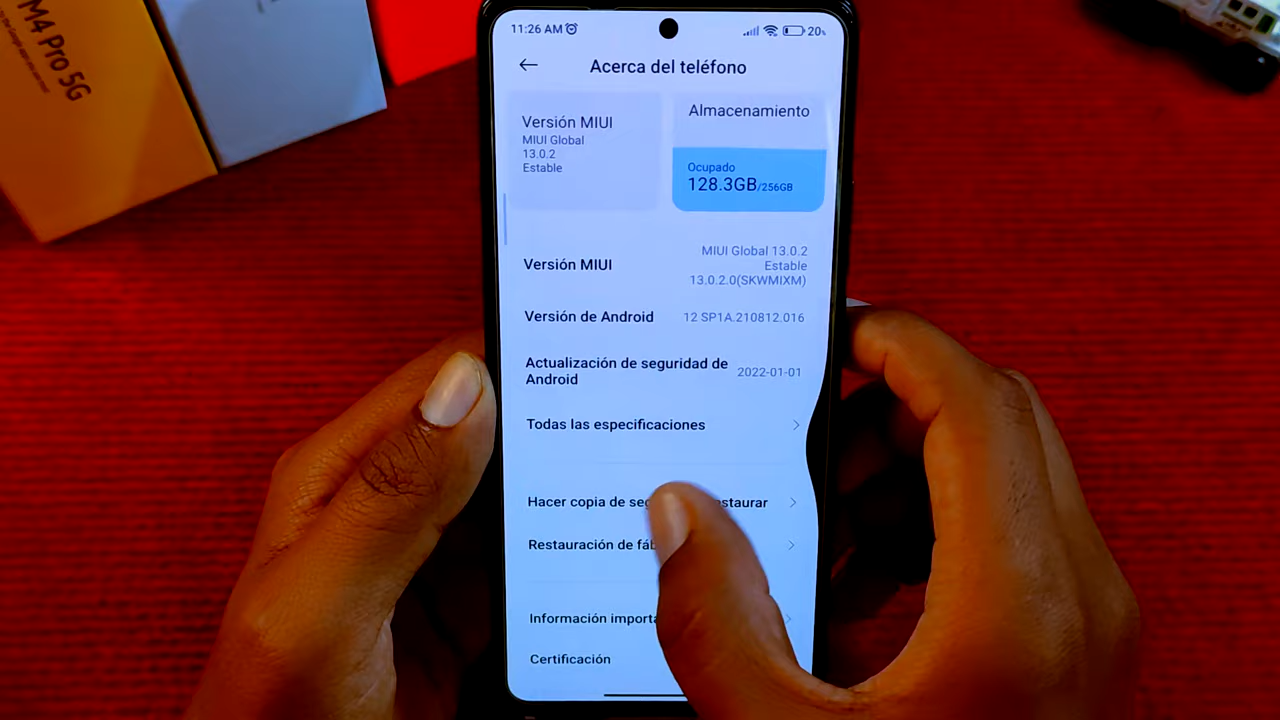 M4 Pro 5G
11:26 AM
20%
Acerca del teléfono
Versión MIUI
MIUI Global
13.0.2
Estable
Almacenamiento
Ocupado
128.3GB/256GB
Versión MIUI
MIUI Global 13.0.2
Estable
13.0.2.0(SKWMIXM)
Versión de Android
12 SP1A.210812.016
Actualización de seguridad de
Android
2022-01-01
Todas las especificaciones
Hacer copia de seg staurar
Restauración de fáb
Información importa
Certificación